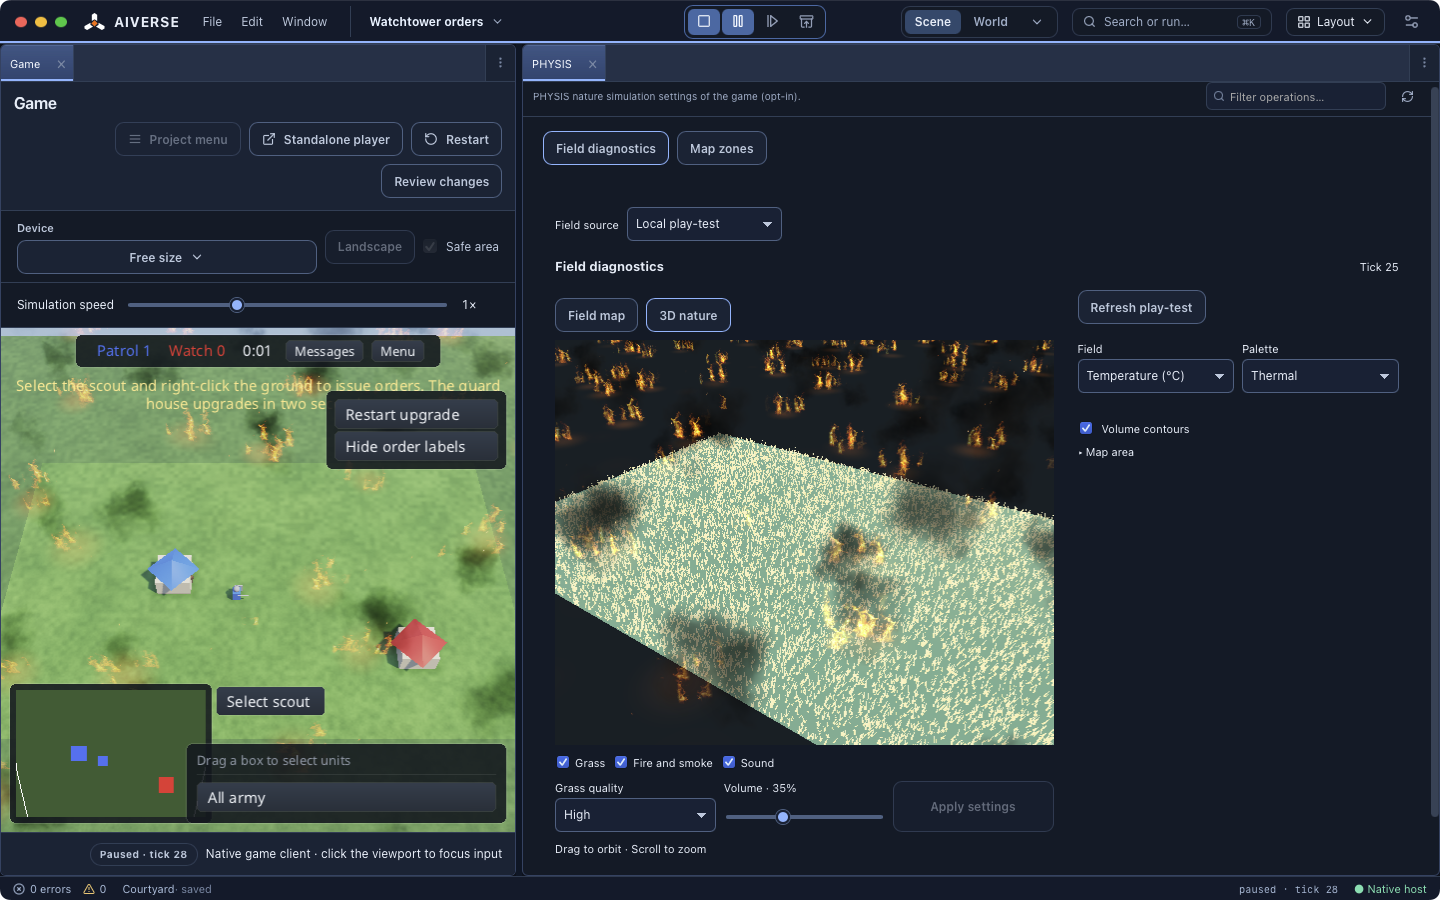 AIVERSE File Edit Window Watchtower orders Scene World Search or run... ⌘K Layout
Game
PHYSIS
Game
Project menu Standalone player Restart
Review changes
Device
Free size Landscape Safe area
Simulation speed 1×
Patrol 1 Watch 0 0:01 Messages Menu
Select the scout and right-click the ground to issue orders. The guard
house upgrades in two se
Restart upgrade
Hide order labels
Select scout
Drag a box to select units
All army
Paused · tick 28 Native game client · click the viewport to focus input
PHYSIS nature simulation settings of the game (opt-in). Filter operations...
Field diagnostics Map zones
Field source Local play-test
Field diagnostics Tick 25
Field map 3D nature Refresh play-test
Field Palette
Temperature (°C) Thermal
Volume contours
Map area
Grass Fire and smoke Sound
Grass quality Volume · 35%
High Apply settings
Drag to orbit · Scroll to zoom
0 errors 0 Courtyard · saved paused · tick 28 Native host